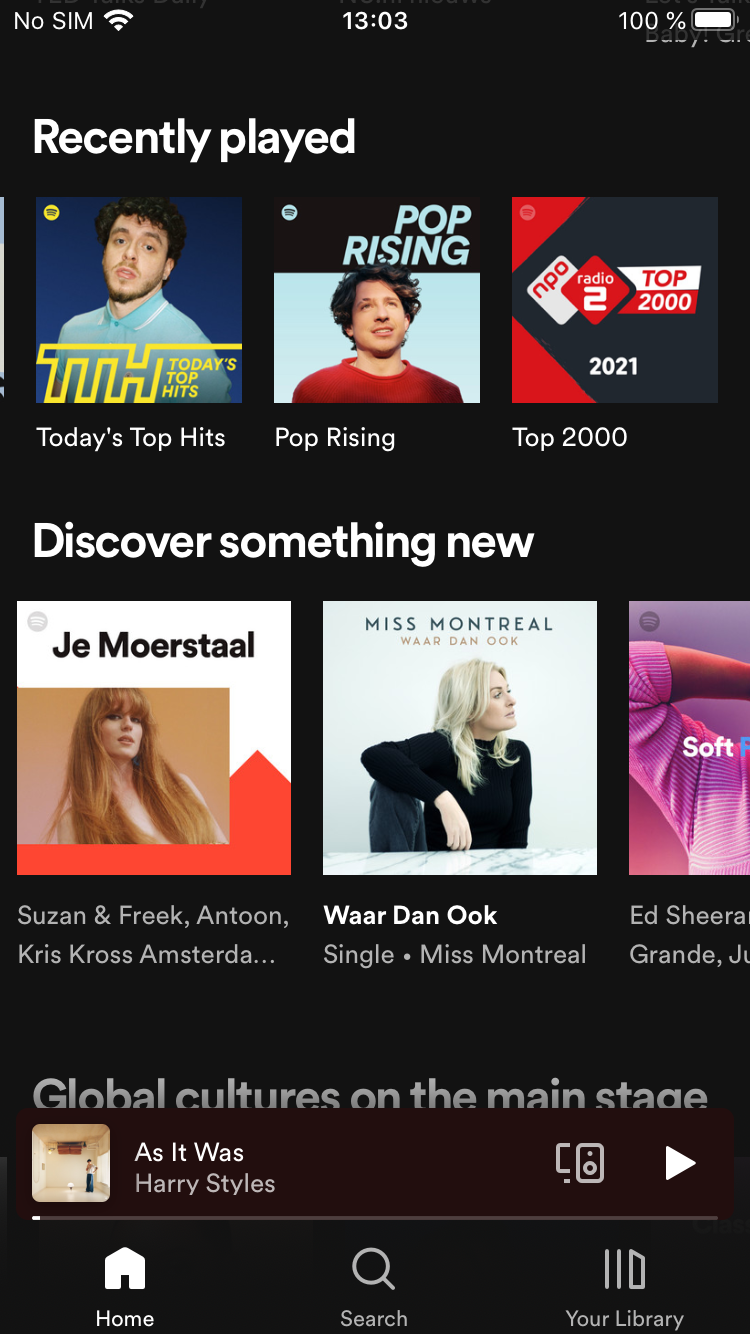 No SIM
13:03
100 %
Recently played
TTH TODAY'S
TOP
HITS
POP
RISING
npo
radio
2
TOP
2000
2021
Today's Top Hits
Pop Rising
Top 2000
Discover something new
Je Moerstaal
MISS MONTREAL
WAAR DAN OOK
Soft
Suzan & Freek, Antoon,
Kris Kross Amsterda…
Waar Dan Ook
Single • Miss Montreal
Ed Sheera
Grande, Ju
Global cultures on the main stage
As It Was
Harry Styles
Home
Search
Your Library